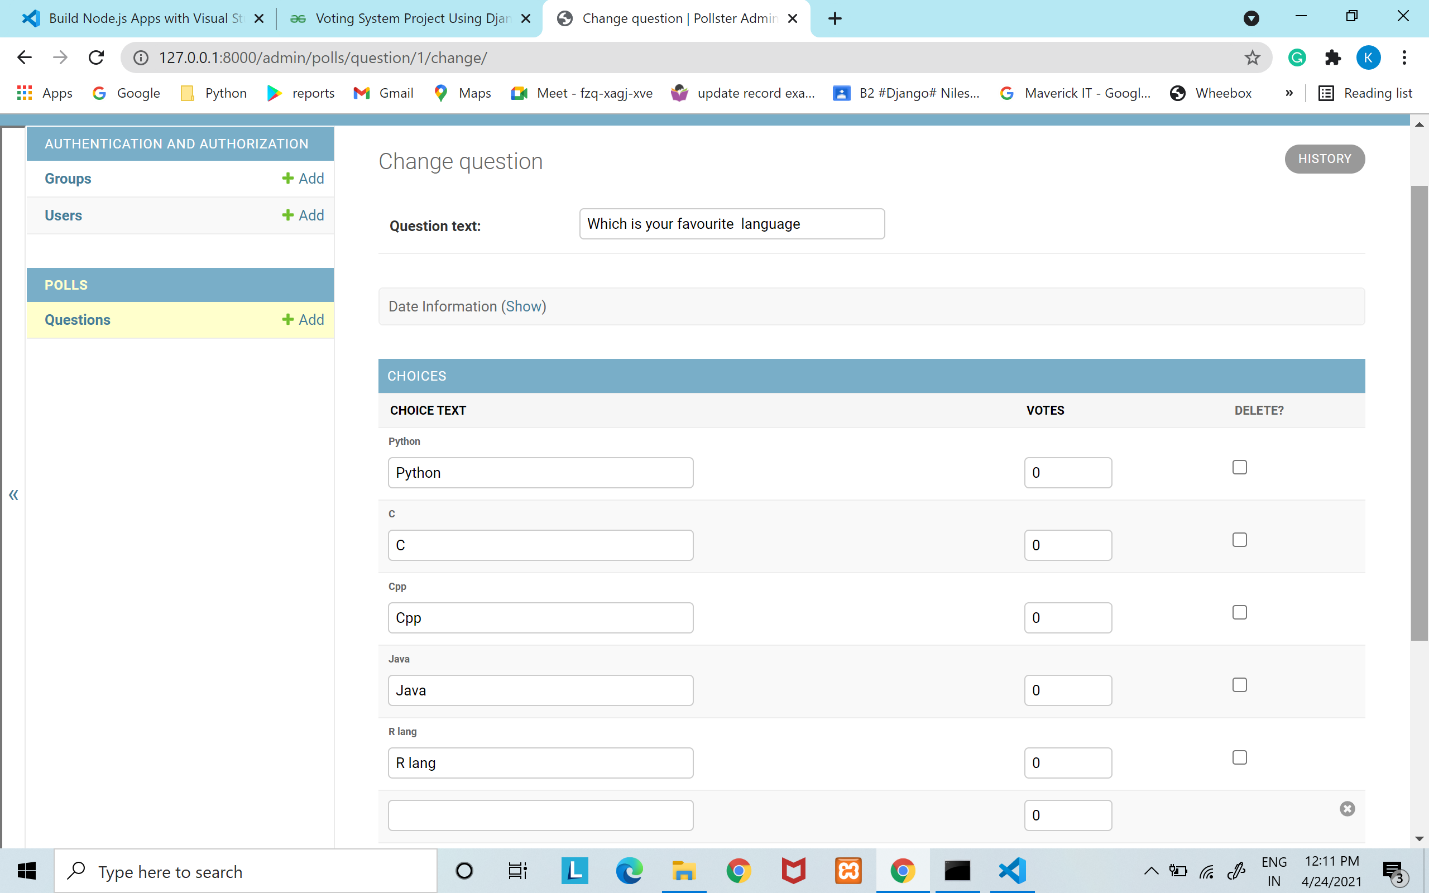 Build Node.js Apps with Visual St
Voting System Project Using Djan
Change question | Pollster Admin
127.0.0.1:8000/admin/polls/question/1/change/
K
Apps
Google
Python
reports
Gmail
Maps
Meet - fzq-xagj-xve
update record exa...
B2 #Django# Niles...
Maverick IT - Googl...
Wheebox
»
Reading list
AUTHENTICATION AND AUTHORIZATION
Groups
+ Add
Users
+ Add
POLLS
Questions
+ Add
«
Change question
HISTORY
Question text:
Which is your favourite  language
Date Information (Show)
CHOICES
CHOICE TEXT VOTES DELETE?
Python
Python 0
C
C 0
Cpp
Cpp 0
Java
Java 0
R lang
R lang 0
0
Type here to search
L
ENG
IN
12:11 PM
4/24/2021
3